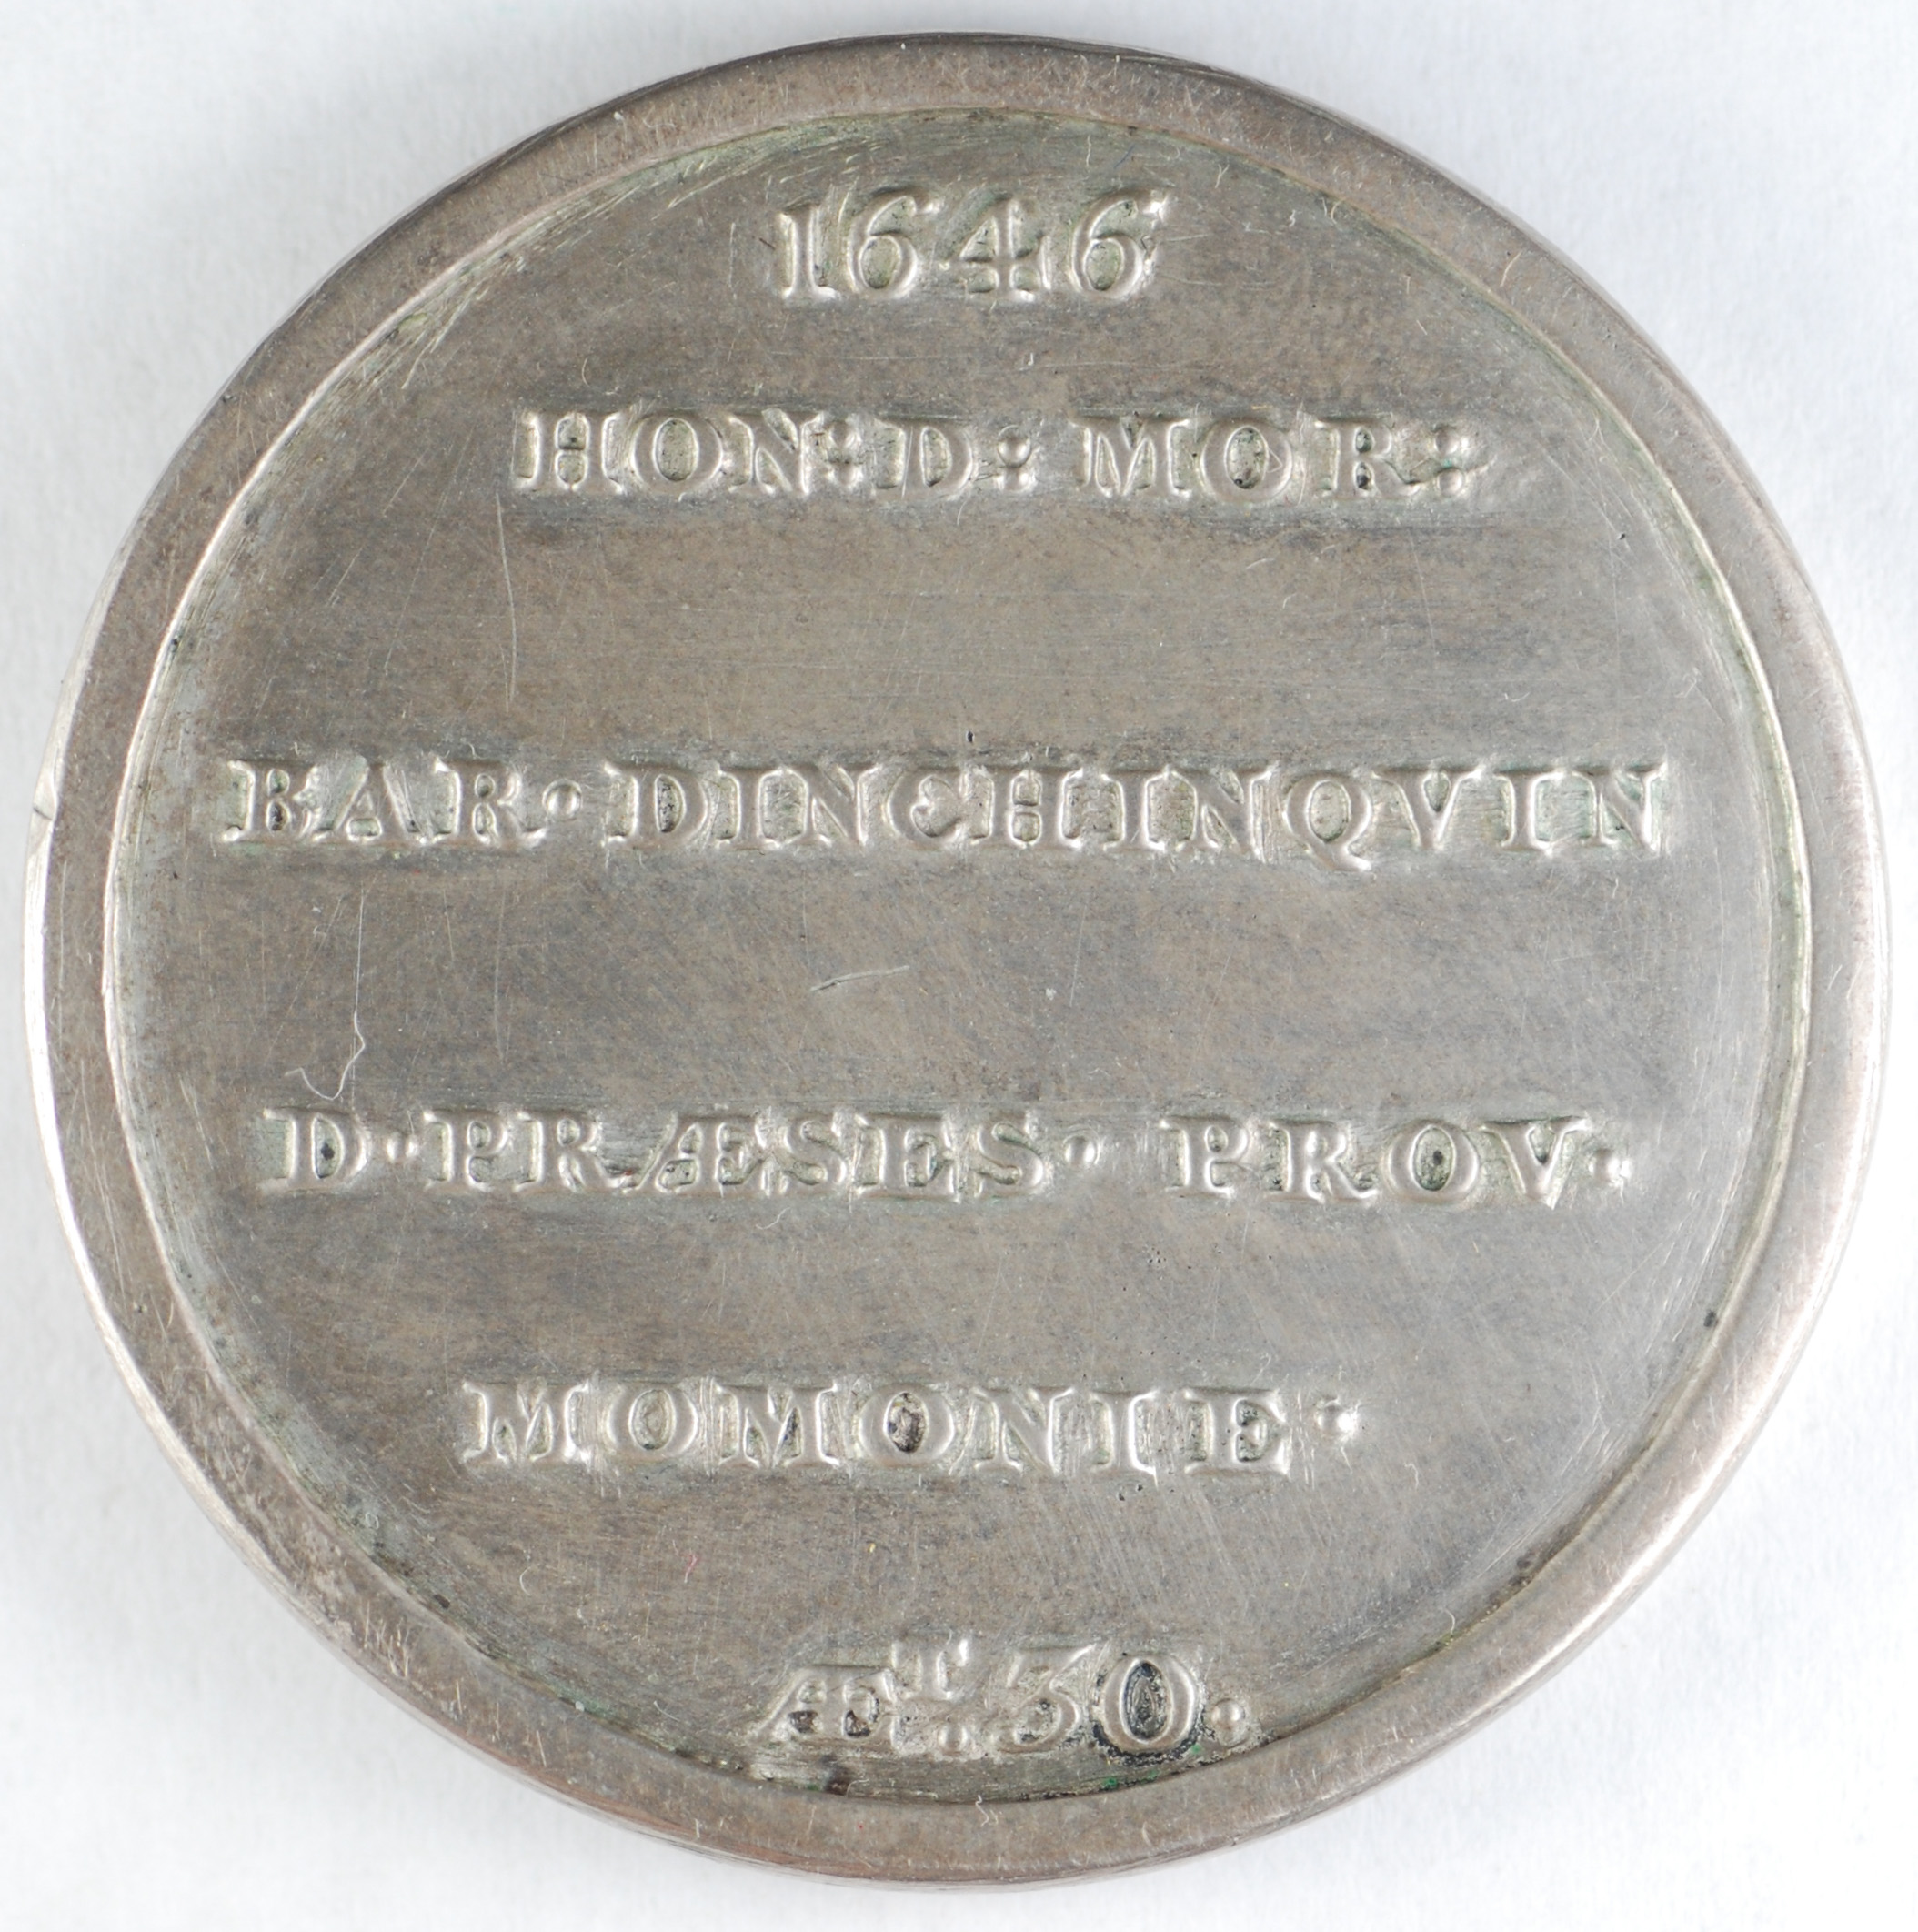 1646
HON: D: MOR:
BAR· DINCHINQVIN
D·PRÆSES· PROV·
MOMONIE·
ÆT. 30.